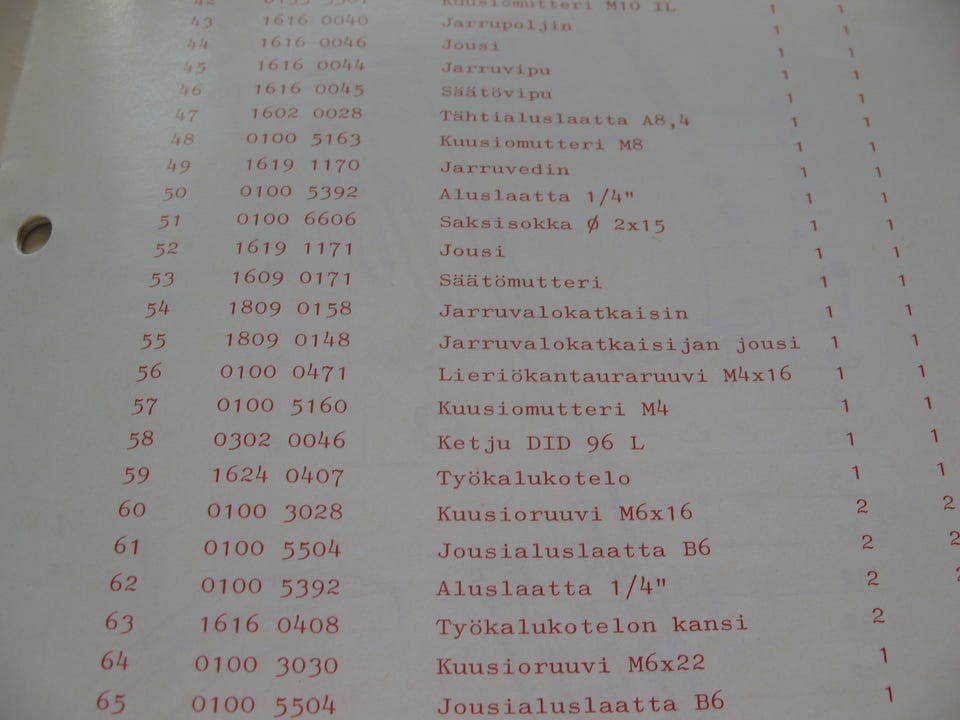 Kuusiomutteri M10 IL 1 1
43 1616 0040 Jarrupoljin 1 1
44 1616 0046 Jousi 1 1
45 1616 0044 Jarruvipu 1 1
46 1616 0045 Säätövipu 1 1
47 1602 0028 Tähtialuslaatta A8,4 1 1
48 0100 5163 Kuusiomutteri M8 1 1
49 1619 1170 Jarruvedin 1 1
50 0100 5392 Aluslaatta 1/4" 1 1
51 0100 6606 Saksisokka Ø 2x15 1 1
52 1619 1171 Jousi 1 1
53 1609 0171 Säätömutteri 1 1
54 1809 0158 Jarruvalokatkaisin 1 1
55 1809 0148 Jarruvalokatkaisijan jousi 1 1
56 0100 0471 Lieriökantauraruuvi M4x16 1 1
57 0100 5160 Kuusiomutteri M4 1 1
58 0302 0046 Ketju DID 96 L 1 1
59 1624 0407 Työkalukotelo 1 1
60 0100 3028 Kuusioruuvi M6x16 2 2
61 0100 5504 Jousialuslaatta B6 2 2
62 0100 5392 Aluslaatta 1/4" 2
63 1616 0408 Työkalukotelon kansi 2
64 0100 3030 Kuusioruuvi M6x22 1
65 0100 5504 Jousialuslaatta B6 1